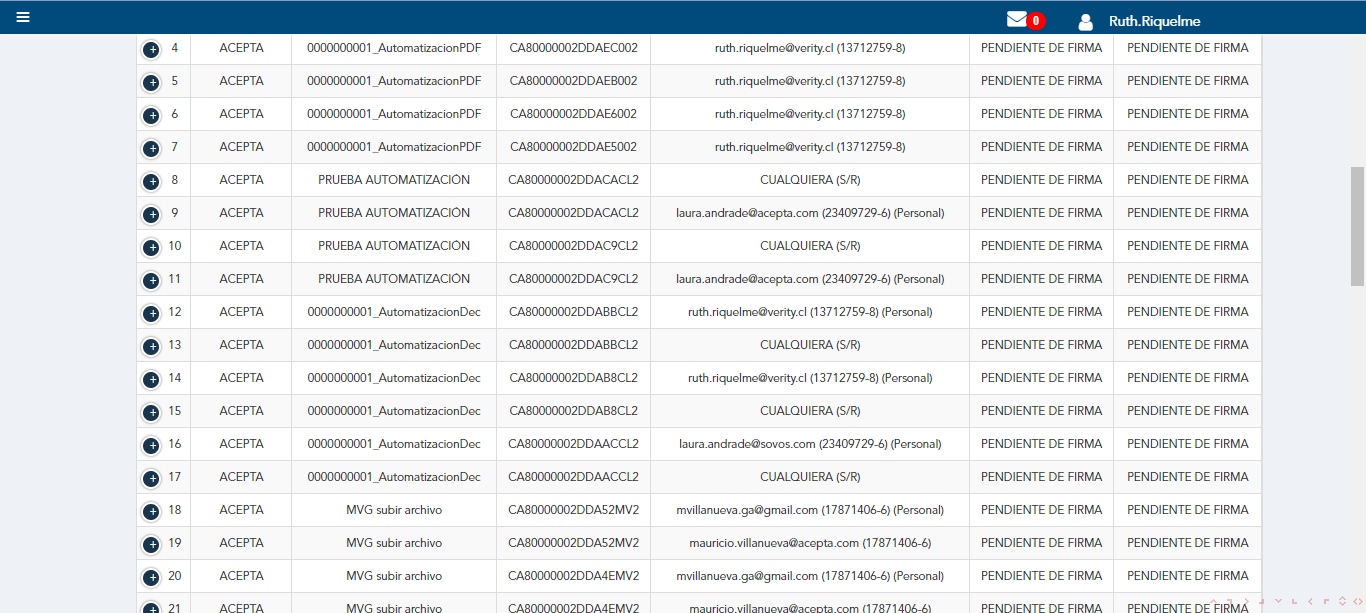 0 Ruth.Riquelme
4 ACEPTA 0000000001_AutomatizacionPDF CA80000002DDAEC002 ruth.riquelme@verity.cl (13712759-8) PENDIENTE DE FIRMA PENDIENTE DE FIRMA
5 ACEPTA 0000000001_AutomatizacionPDF CA80000002DDAEB002 ruth.riquelme@verity.cl (13712759-8) PENDIENTE DE FIRMA PENDIENTE DE FIRMA
6 ACEPTA 0000000001_AutomatizacionPDF CA80000002DDAE6002 ruth.riquelme@verity.cl (13712759-8) PENDIENTE DE FIRMA PENDIENTE DE FIRMA
7 ACEPTA 0000000001_AutomatizacionPDF CA80000002DDAE5002 ruth.riquelme@verity.cl (13712759-8) PENDIENTE DE FIRMA PENDIENTE DE FIRMA
8 ACEPTA PRUEBA AUTOMATIZACIÓN CA80000002DDACACL2 CUALQUIERA (S/R) PENDIENTE DE FIRMA PENDIENTE DE FIRMA
9 ACEPTA PRUEBA AUTOMATIZACIÓN CA80000002DDACACL2 laura.andrade@acepta.com (23409729-6) (Personal) PENDIENTE DE FIRMA PENDIENTE DE FIRMA
10 ACEPTA PRUEBA AUTOMATIZACIÓN CA80000002DDAC9CL2 CUALQUIERA (S/R) PENDIENTE DE FIRMA PENDIENTE DE FIRMA
11 ACEPTA PRUEBA AUTOMATIZACIÓN CA80000002DDAC9CL2 laura.andrade@acepta.com (23409729-6) (Personal) PENDIENTE DE FIRMA PENDIENTE DE FIRMA
12 ACEPTA 0000000001_AutomatizacionDec CA80000002DDABBCL2 ruth.riquelme@verity.cl (13712759-8) (Personal) PENDIENTE DE FIRMA PENDIENTE DE FIRMA
13 ACEPTA 0000000001_AutomatizacionDec CA80000002DDABBCL2 CUALQUIERA (S/R) PENDIENTE DE FIRMA PENDIENTE DE FIRMA
14 ACEPTA 0000000001_AutomatizacionDec CA80000002DDAB8CL2 ruth.riquelme@verity.cl (13712759-8) (Personal) PENDIENTE DE FIRMA PENDIENTE DE FIRMA
15 ACEPTA 0000000001_AutomatizacionDec CA80000002DDAB8CL2 CUALQUIERA (S/R) PENDIENTE DE FIRMA PENDIENTE DE FIRMA
16 ACEPTA 0000000001_AutomatizacionDec CA80000002DDAACCL2 laura.andrade@sovos.com (23409729-6) (Personal) PENDIENTE DE FIRMA PENDIENTE DE FIRMA
17 ACEPTA 0000000001_AutomatizacionDec CA80000002DDAACCL2 CUALQUIERA (S/R) PENDIENTE DE FIRMA PENDIENTE DE FIRMA
18 ACEPTA MVG subir archivo CA80000002DDA52MV2 mvillanueva.ga@gmail.com (17871406-6) (Personal) PENDIENTE DE FIRMA PENDIENTE DE FIRMA
19 ACEPTA MVG subir archivo CA80000002DDA52MV2 mauricio.villanueva@acepta.com (17871406-6) PENDIENTE DE FIRMA PENDIENTE DE FIRMA
20 ACEPTA MVG subir archivo CA80000002DDA4EMV2 mvillanueva.ga@gmail.com (17871406-6) (Personal) PENDIENTE DE FIRMA PENDIENTE DE FIRMA
21 ACEPTA MVG subir archivo CA80000002DDA4EMV2 mauricio.villanueva@acepta.com (17871406-6) PENDIENTE DE FIRMA PENDIENTE DE FIRMA